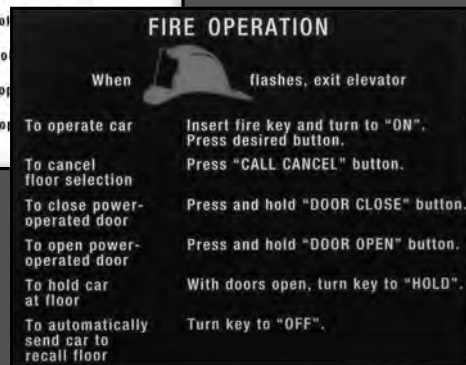 FIRE OPERATION
When flashes, exit elevator
To operate car Insert fire key and turn to "ON".
Press desired button.
To cancel Press "CALL CANCEL" button.
floor selection
To close power- Press and hold "DOOR CLOSE" button.
operated door
To open power- Press and hold "DOOR OPEN" button.
operated door
To hold car With doors open, turn key to "HOLD".
at floor
To automatically Turn key to "OFF".
send car to
recall floor